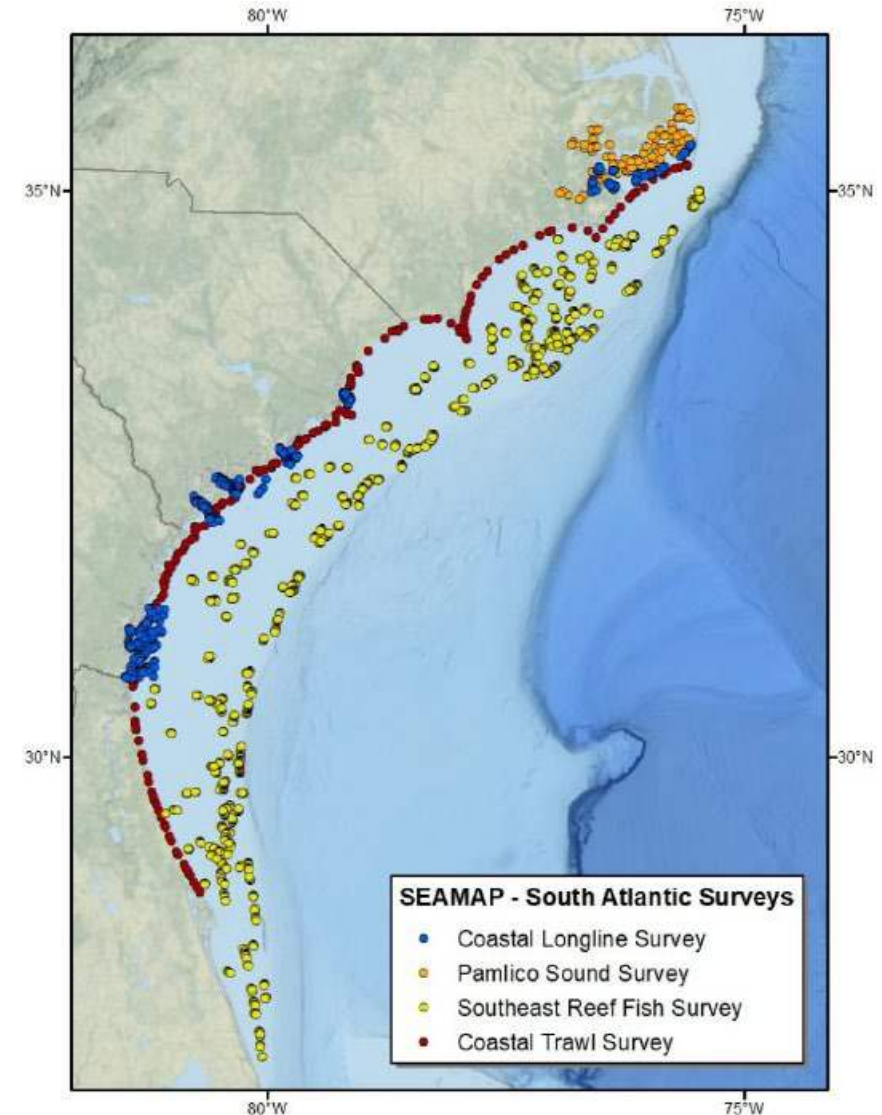 80°W
75°W
35°N
35°N
30°N
30°N
SEAMAP - South Atlantic Surveys
Coastal Longline Survey
Pamlico Sound Survey
Southeast Reef Fish Survey
Coastal Trawl Survey
80°W
75°W